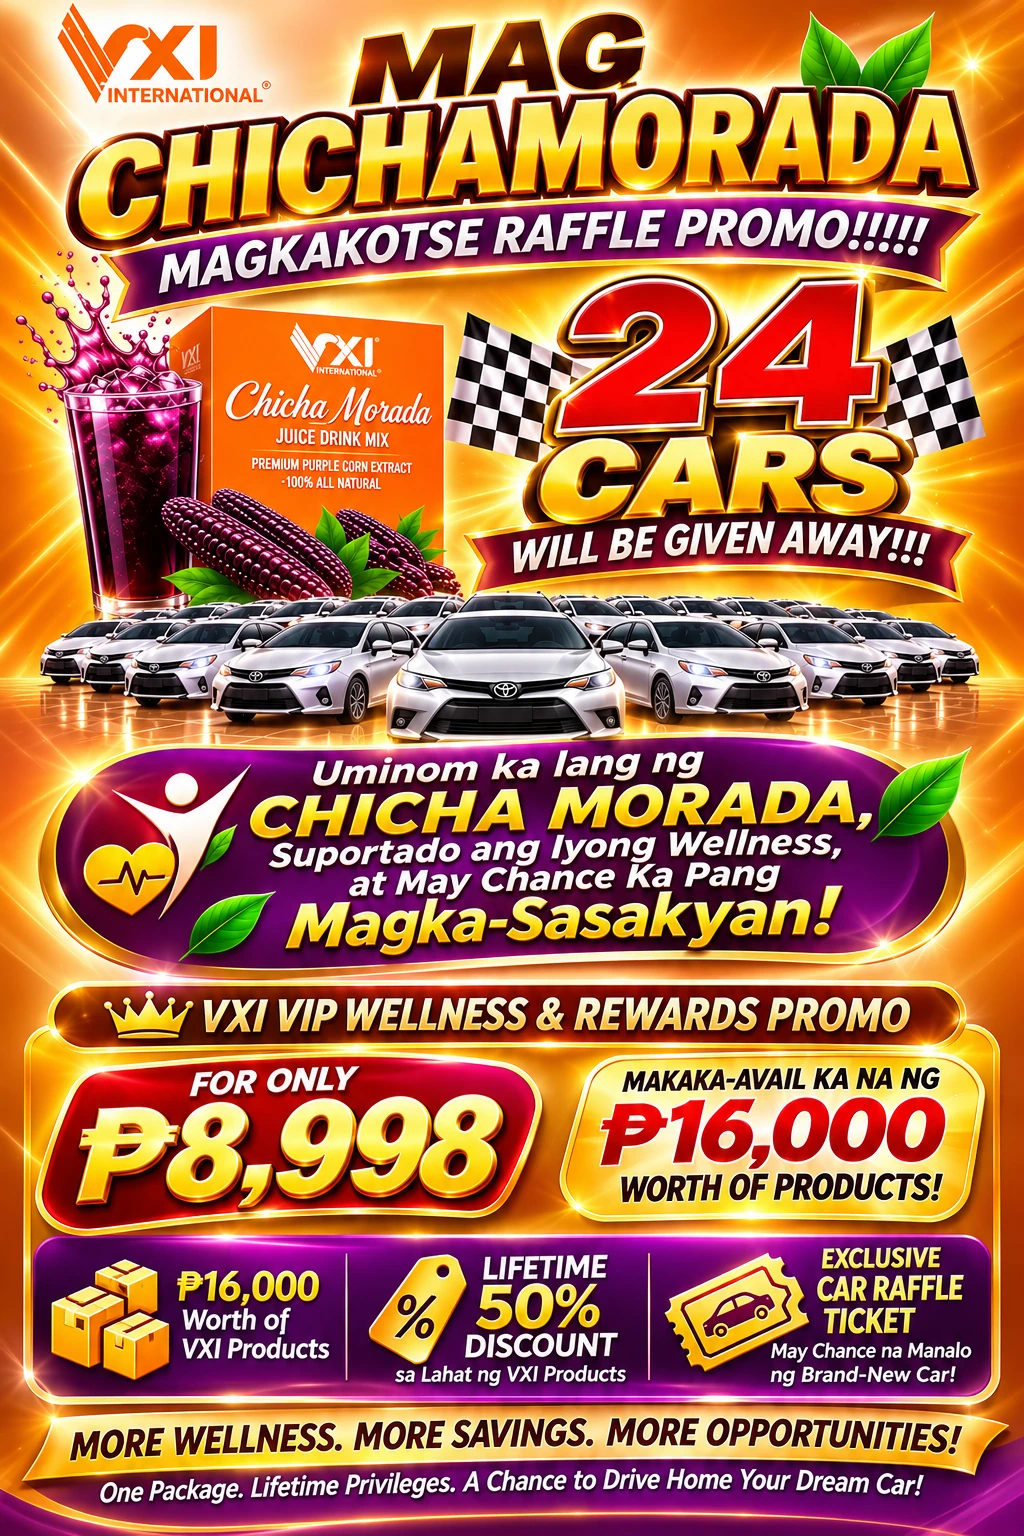 VXI
INTERNATIONAL®
MAG
CHICHAMORADA
MAGKAKOTSE RAFFLE PROMO!!!!!
VXI
VXI
INTERNATIONAL®
Chicha Morada
JUICE DRINK MIX
PREMIUM PURPLE CORN EXTRACT
-100% ALL NATURAL
24
CARS
WILL BE GIVEN AWAY!!!
Uminom ka lang ng
CHICHA MORADA,
Suportado ang Iyong Wellness,
at May Chance Ka Pang
Magka-Sasakyan!
VXI VIP WELLNESS & REWARDS PROMO
FOR ONLY
₱8,998
MAKAKA-AVAIL KA NA NG
₱16,000
WORTH OF PRODUCTS!
₱16,000
Worth of
VXI Products
%
LIFETIME
50%
DISCOUNT
sa Lahat ng VXI Products
EXCLUSIVE
CAR RAFFLE
TICKET
May Chance na Manalo
ng Brand-New Car!
MORE WELLNESS. MORE SAVINGS. MORE OPPORTUNITIES!
One Package. Lifetime Privileges. A Chance to Drive Home Your Dream Car!